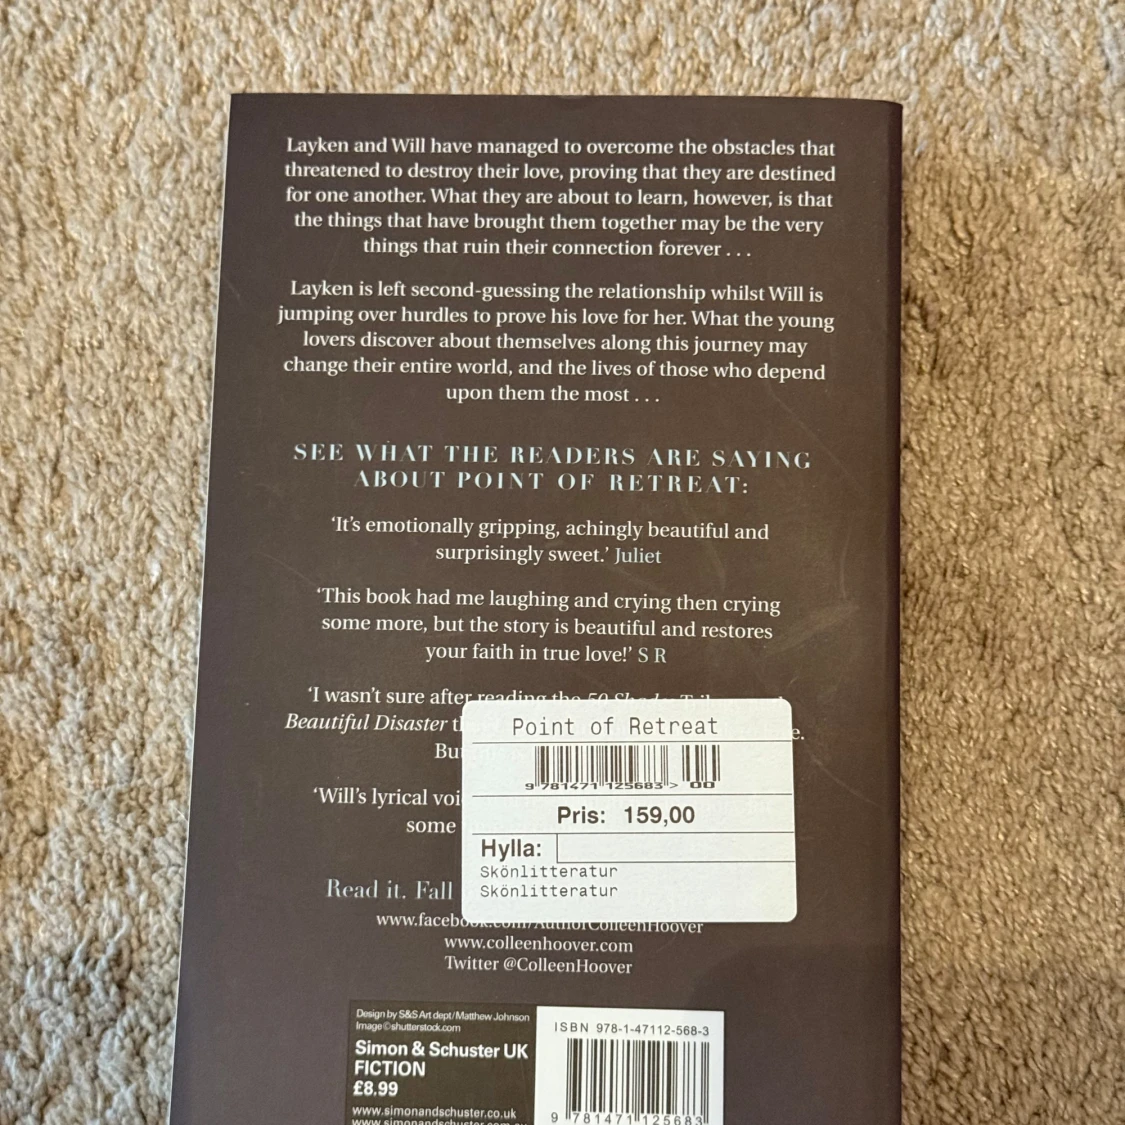 Layken and Will have managed to overcome the obstacles that
threatened to destroy their love, proving that they are destined
for one another. What they are about to learn, however, is that
the things that have brought them together may be the very
things that ruin their connection forever . . .
Layken is left second-guessing the relationship whilst Will is
jumping over hurdles to prove his love for her. What the young
lovers discover about themselves along this journey may
change their entire world, and the lives of those who depend
upon them the most . . .
SEE WHAT THE READERS ARE SAYING
ABOUT POINT OF RETREAT:
‘It’s emotionally gripping, achingly beautiful and
surprisingly sweet.’ Juliet
‘This book had me laughing and crying then crying
some more, but the story is beautiful and restores
your faith in true love!’ S R
‘I wasn’t sure after reading the 50
Beautiful Disaster
‘Will’s lyrical
some
Point of Retreat
9 781471 125683 > 00
Pris: 159,00
Hylla:
Skönlitteratur
Skönlitteratur
Read it. Fall
www.facebook.com/AuthorColleenHoover
www.colleenhoover.com
Twitter @ColleenHoover
Design by S&S Art dept/Matthew Johnson
Image©shutterstock.com
Simon & Schuster UK
FICTION
£8.99
www.simonandschuster.co.uk
ISBN 978-1-47112-568-3
9 781471 125683